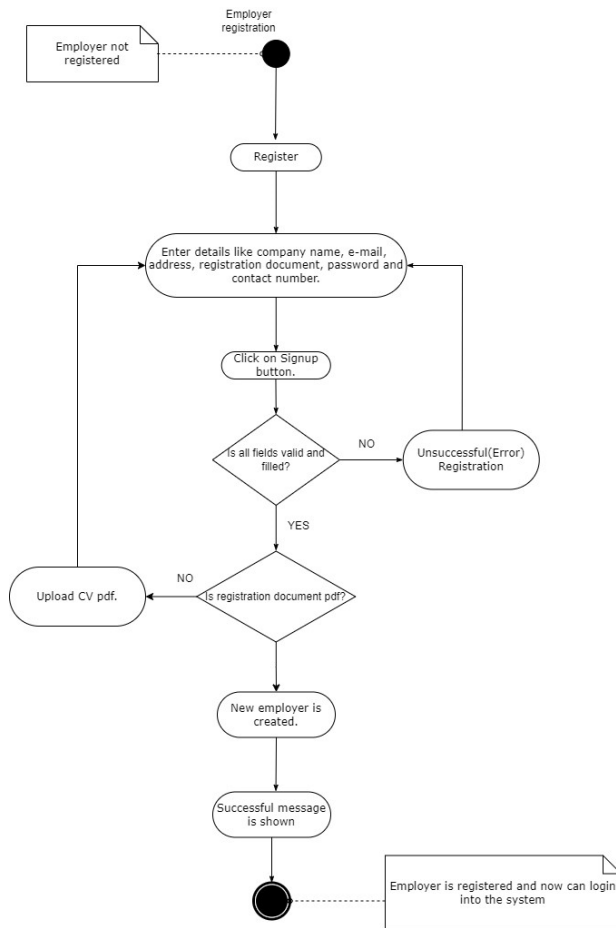 Employer
registration
Employer not
registered
Register
Enter details like company name, e-mail,
address, registration document, password and
contact number.
Click on Signup
button.
Is all fields valid and
filled?
NO
Unsuccessful(Error)
Registration
YES
Is registration document pdf?
NO
Upload CV pdf.
New employer is
created.
Successful message
is shown
Employer is registered and now can login
into the system